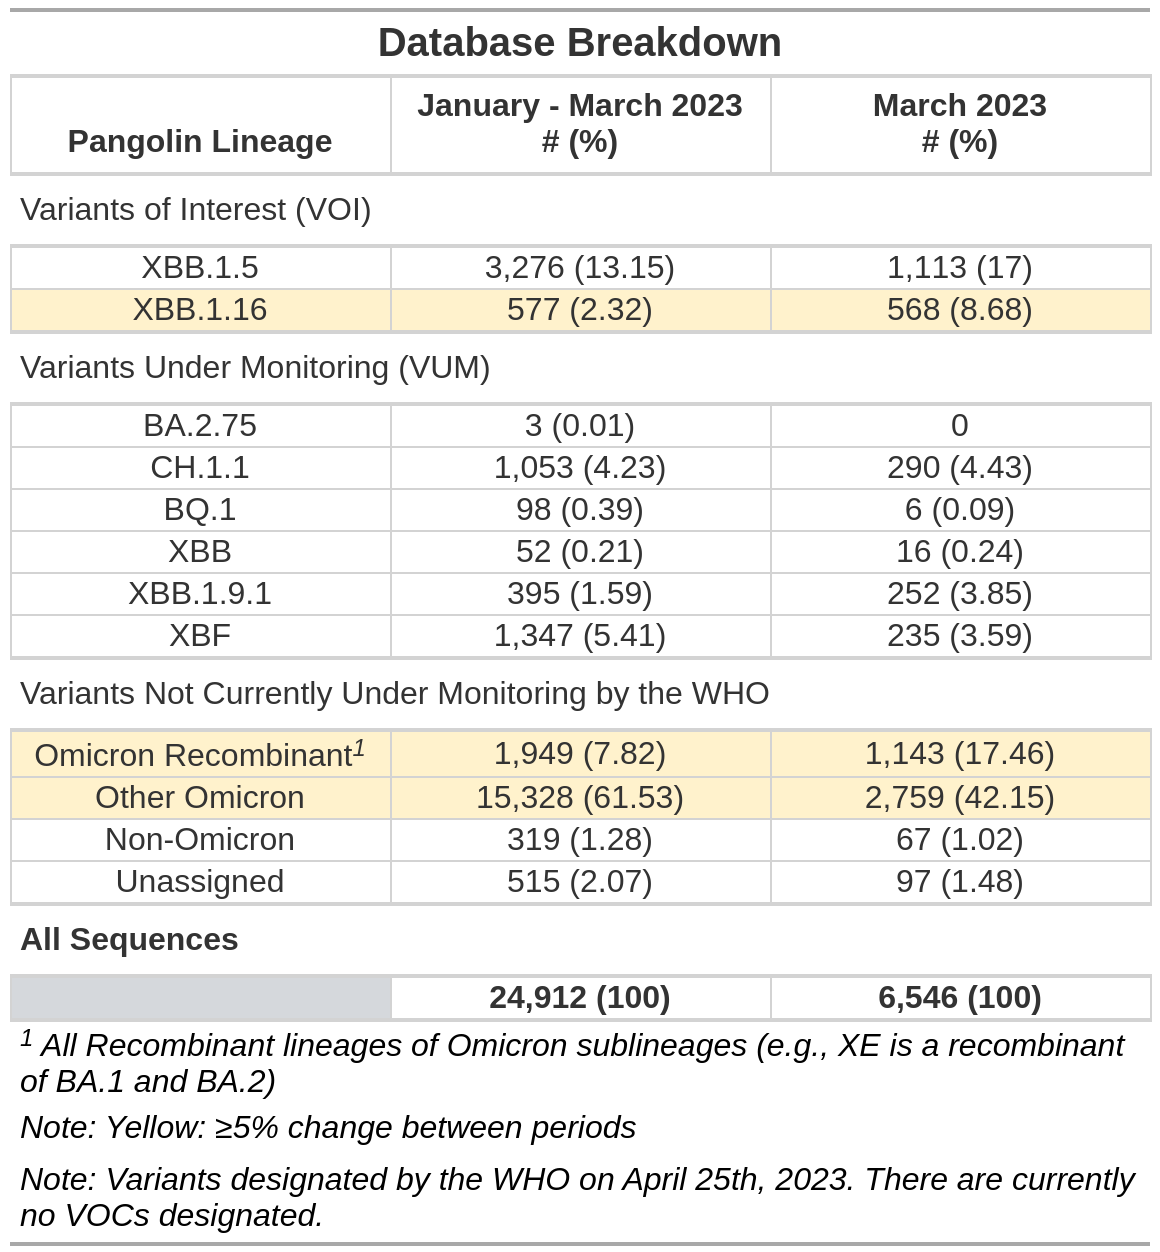 Database Breakdown
Pangolin Lineage January - March 2023 # (%) March 2023 # (%)
Variants of Interest (VOI)
XBB.1.5 3,276 (13.15) 1,113 (17)
XBB.1.16 577 (2.32) 568 (8.68)
Variants Under Monitoring (VUM)
BA.2.75 3 (0.01) 0
CH.1.1 1,053 (4.23) 290 (4.43)
BQ.1 98 (0.39) 6 (0.09)
XBB 52 (0.21) 16 (0.24)
XBB.1.9.1 395 (1.59) 252 (3.85)
XBF 1,347 (5.41) 235 (3.59)
Variants Not Currently Under Monitoring by the WHO
Omicron Recombinant¹ 1,949 (7.82) 1,143 (17.46)
Other Omicron 15,328 (61.53) 2,759 (42.15)
Non-Omicron 319 (1.28) 67 (1.02)
Unassigned 515 (2.07) 97 (1.48)
All Sequences
24,912 (100) 6,546 (100)
¹ All Recombinant lineages of Omicron sublineages (e.g., XE is a recombinant
of BA.1 and BA.2)
Note: Yellow: ≥5% change between periods
Note: Variants designated by the WHO on April 25th, 2023. There are currently
no VOCs designated.